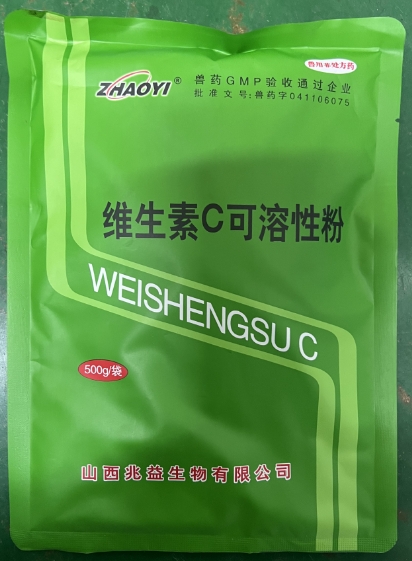 ZHAOYI®
兽药GMP验收通过企业
批准文号:兽药字041106075
兽用非处方药
维生素C可溶性粉
WEISHENGSU C
500g/袋
山西兆益生物有限公司